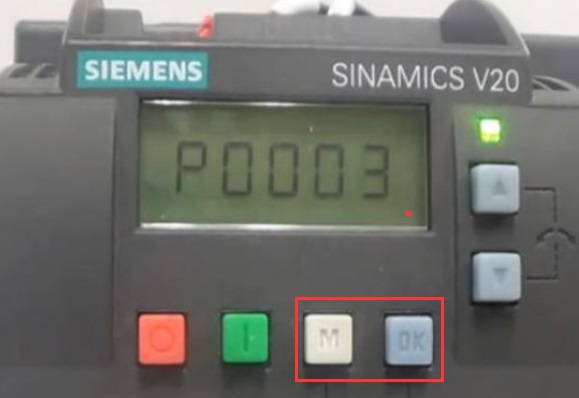 SIEMENS
SINAMICS V20
P0003
M
OK